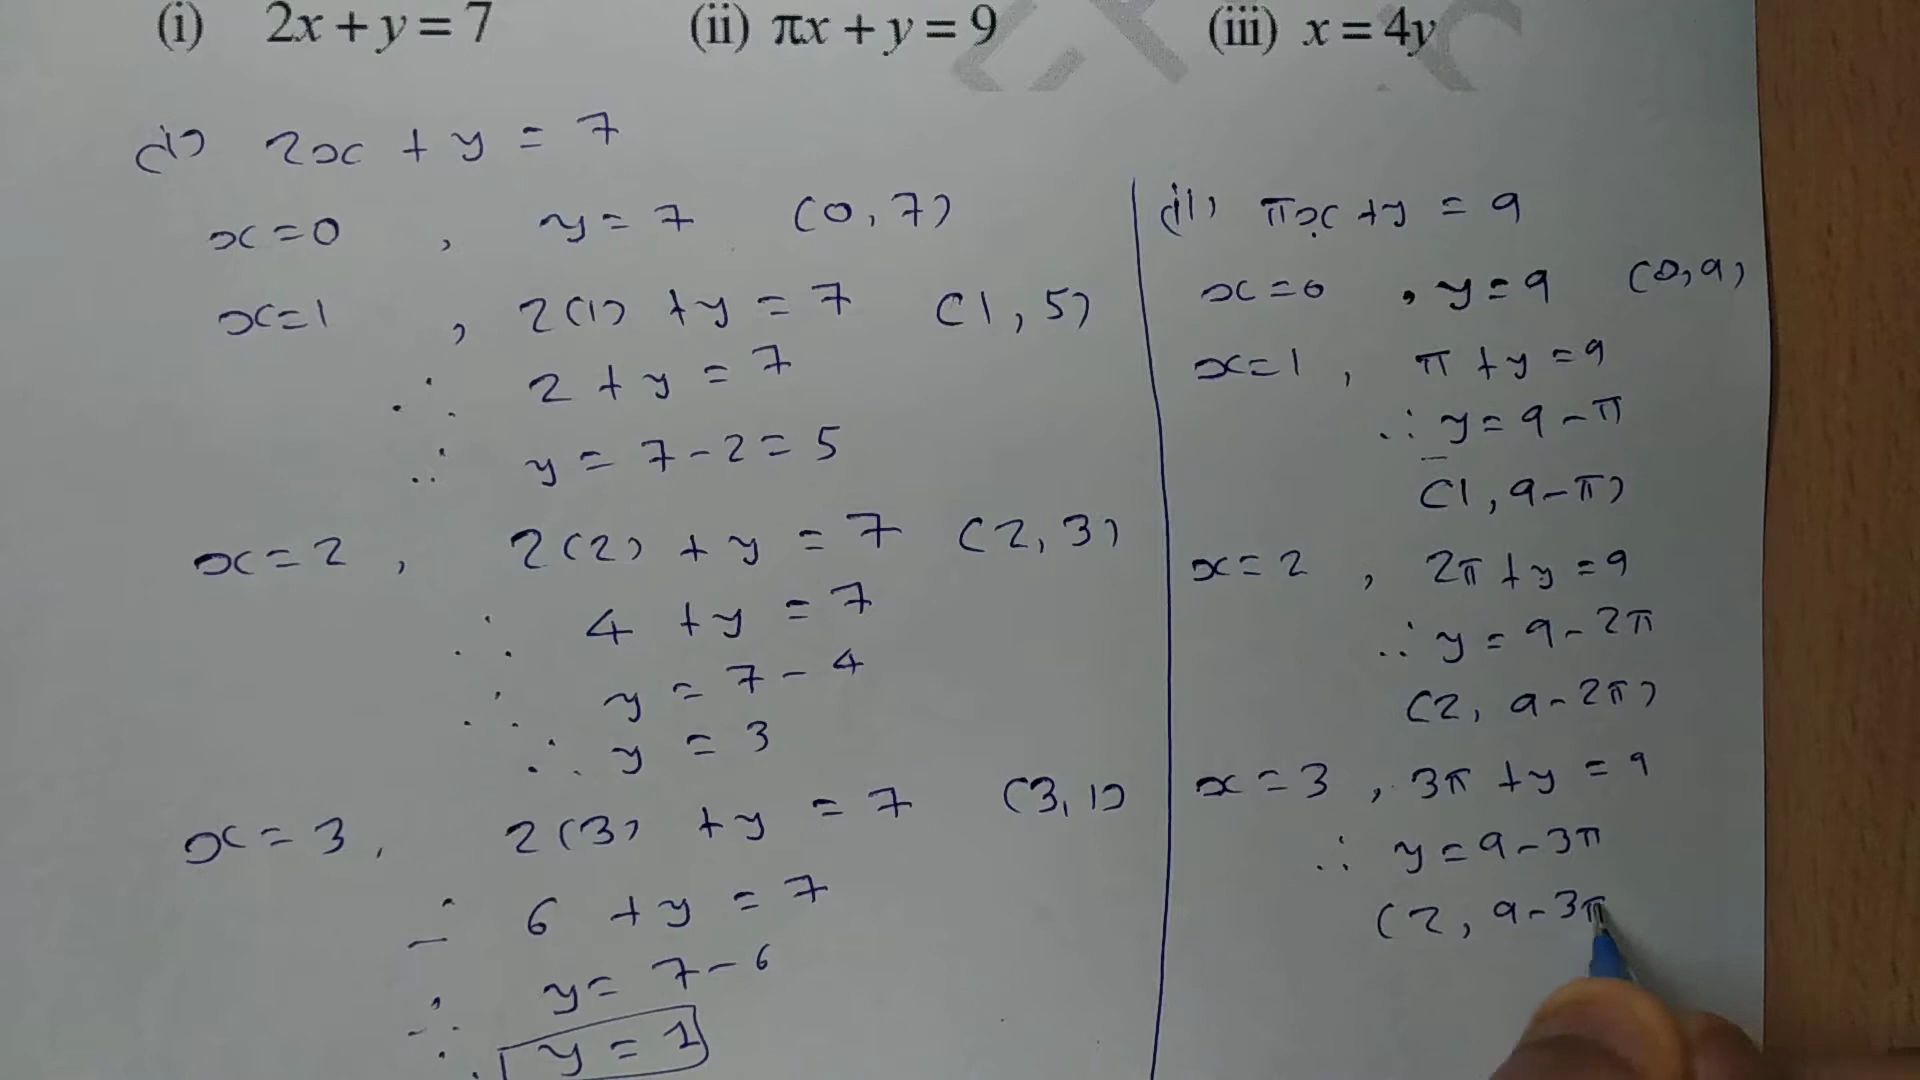 (i) 2x + y = 7 (ii) πx + y = 9 (iii) x = 4y
(i) 2x + y = 7
x=0 , y = 7 (0, 7)
x=1 , 2(1) + y = 7 (1, 5)
∴ 2 + y = 7
∴ y = 7 - 2 = 5
x = 2 , 2(2) + y = 7 (2, 3)
∴ 4 + y = 7
∴ y = 7 - 4
∴ y = 3
x = 3 , 2(3) + y = 7 (3, 1)
∴ 6 + y = 7
∴ y = 7 - 6
∴ y = 1
(ii) πx + y = 9
x = 0 , y = 9 (0, 9)
x = 1 , π + y = 9
∴ y = 9 - π
(1, 9 - π)
x = 2 , 2π + y = 9
∴ y = 9 - 2π
(2, 9 - 2π)
x = 3 , 3π + y = 9
∴ y = 9 - 3π
(2, 9 - 3π